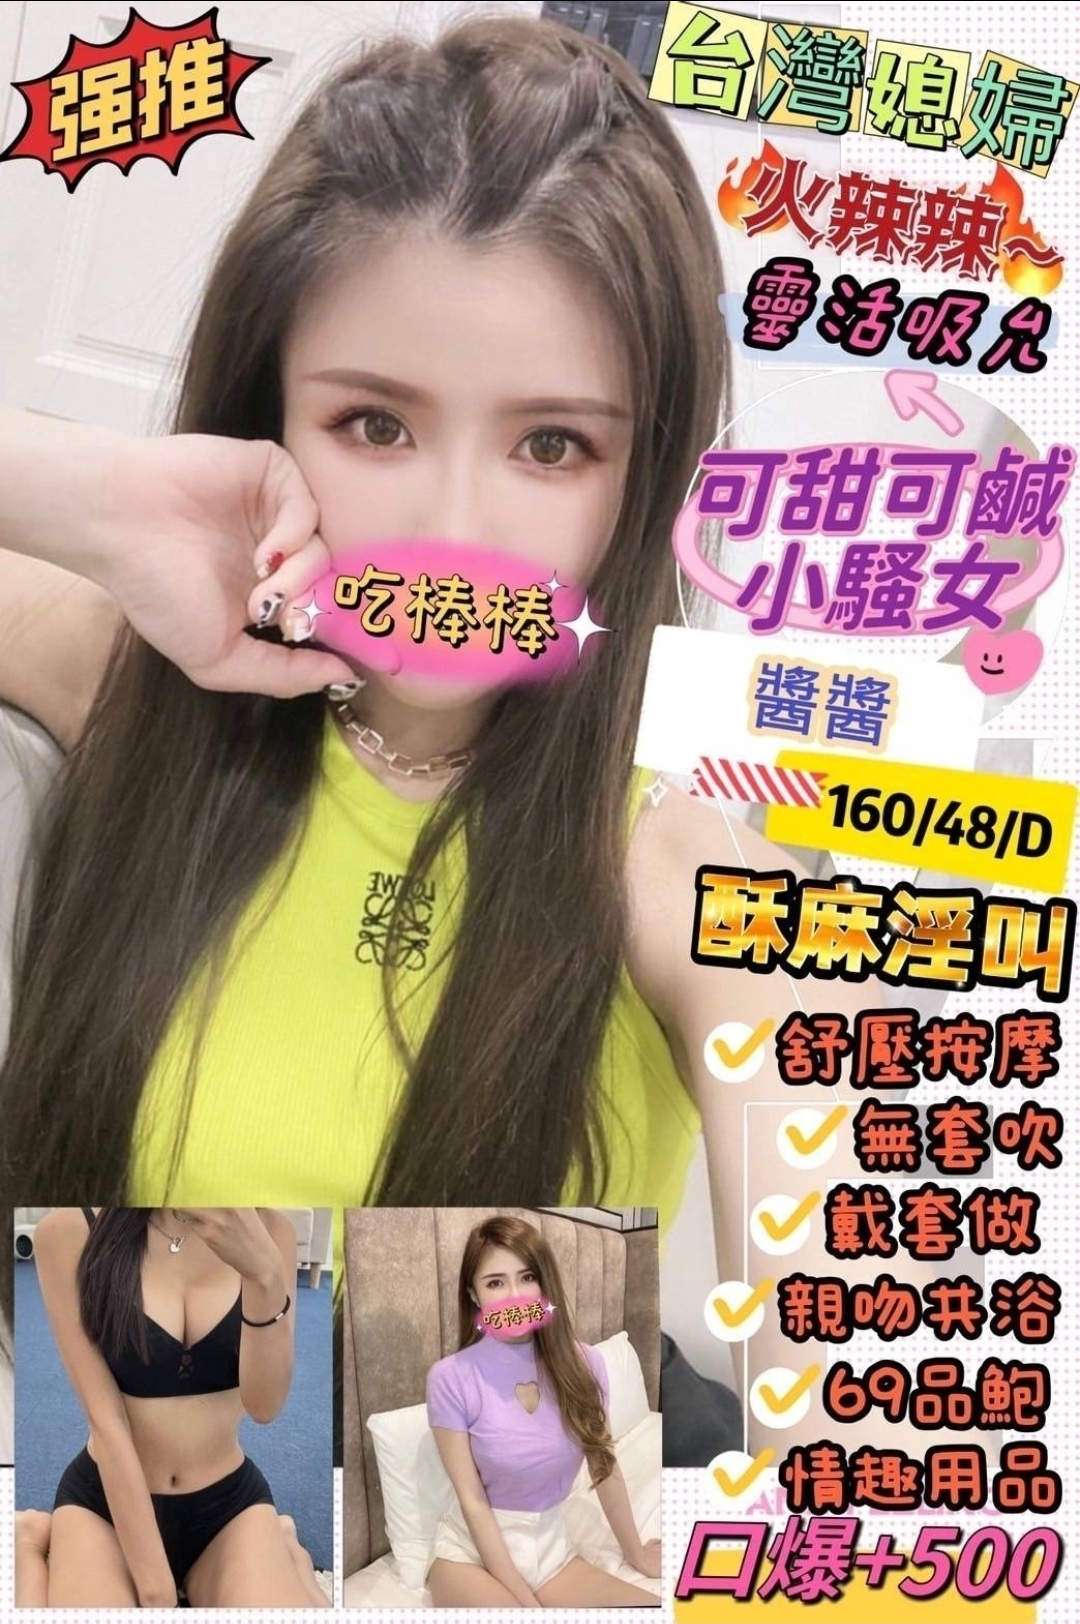 强推
台灣媳婦
火辣辣~
靈活吸ㄦ
可甜可鹹
小騷女
吃棒棒
醬醬
160/48/D
LOEWE
酥麻淫叫
舒壓按摩
無套吹
戴套做
親吻共浴
吃棒棒
69品鮑
情趣用品
口爆+500